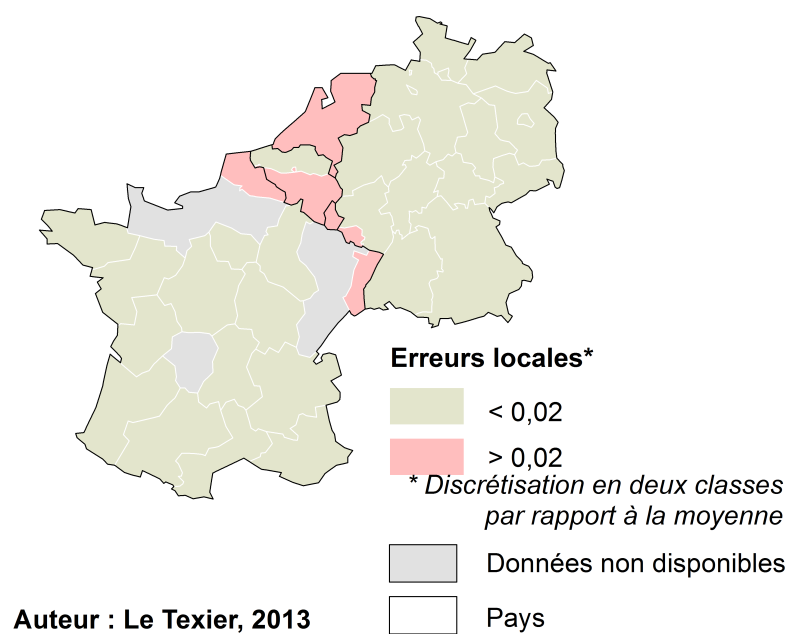 Erreurs locales*
< 0,02
> 0,02
* Discrétisation en deux classes
par rapport à la moyenne
Données non disponibles
Pays
Auteur : Le Texier, 2013